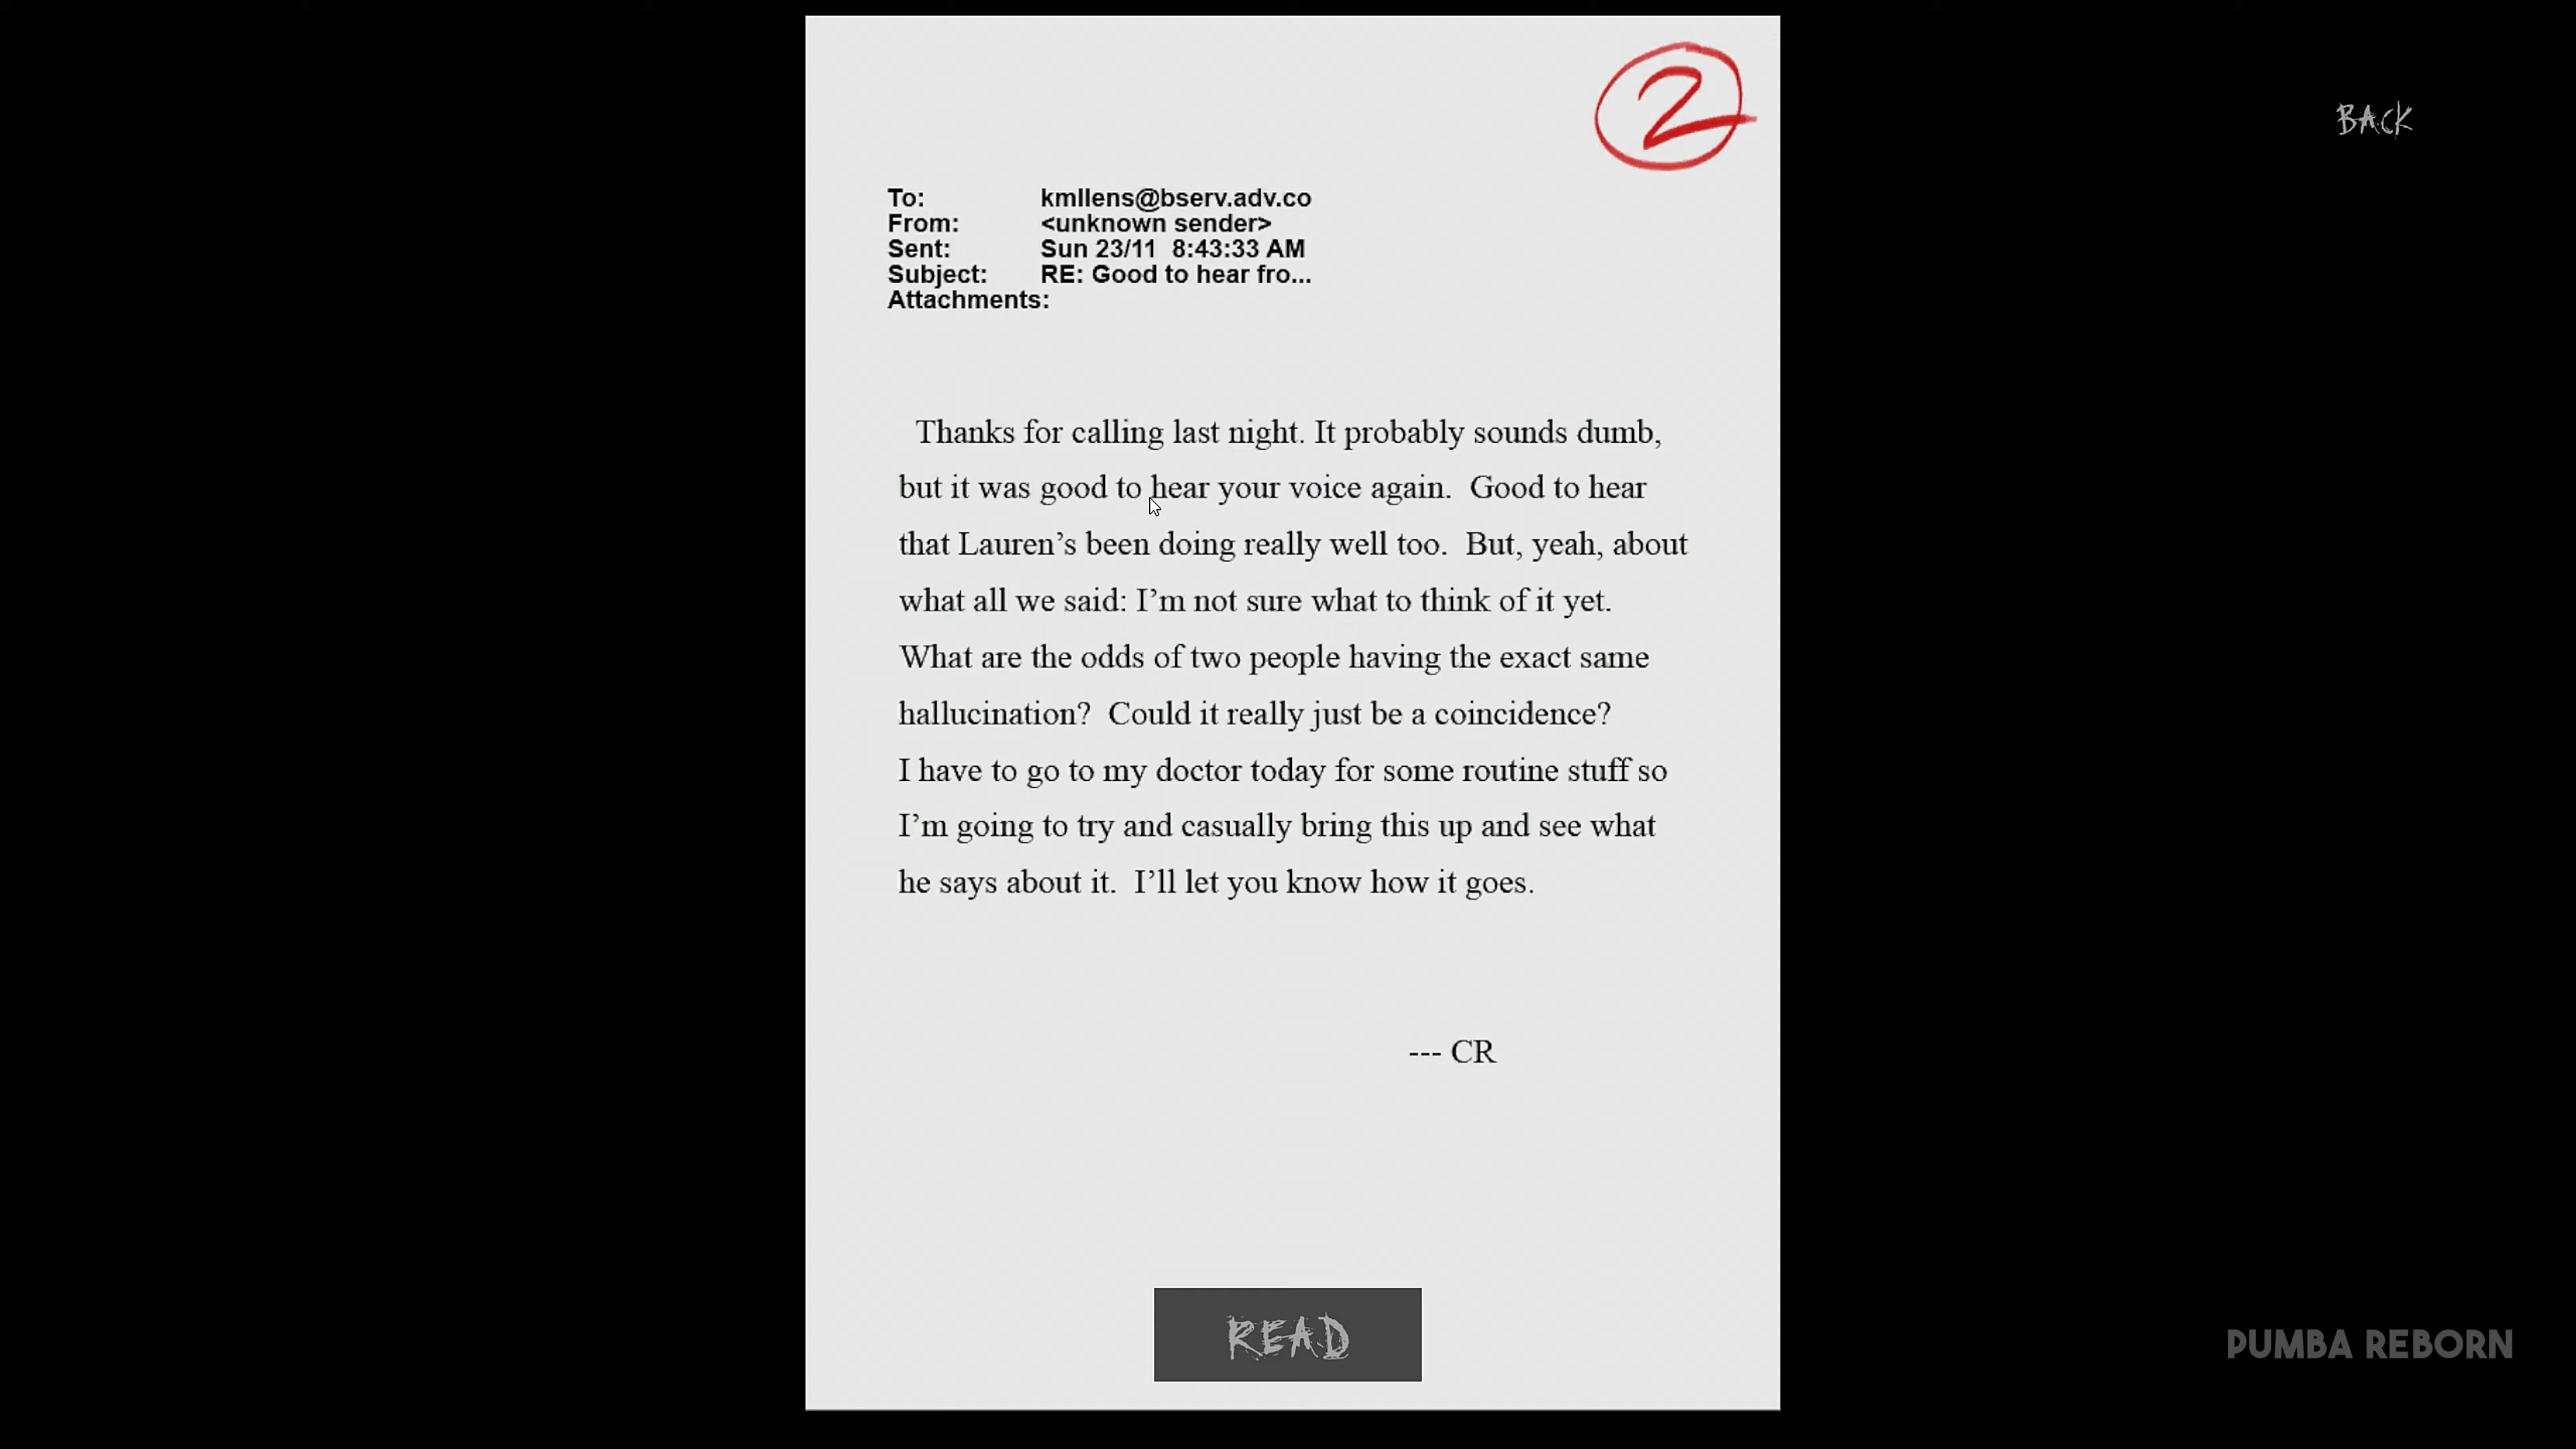 2
BACK
To: kmllens@bserv.adv.co
From: <unknown sender>
Sent: Sun 23/11 8:43:33 AM
Subject: RE: Good to hear fro...
Attachments:
Thanks for calling last night. It probably sounds dumb,
but it was good to hear your voice again. Good to hear
that Lauren’s been doing really well too. But, yeah, about
what all we said: I’m not sure what to think of it yet.
What are the odds of two people having the exact same
hallucination? Could it really just be a coincidence?
I have to go to my doctor today for some routine stuff so
I’m going to try and casually bring this up and see what
he says about it. I’ll let you know how it goes.
--- CR
READ
PUMBA REBORN